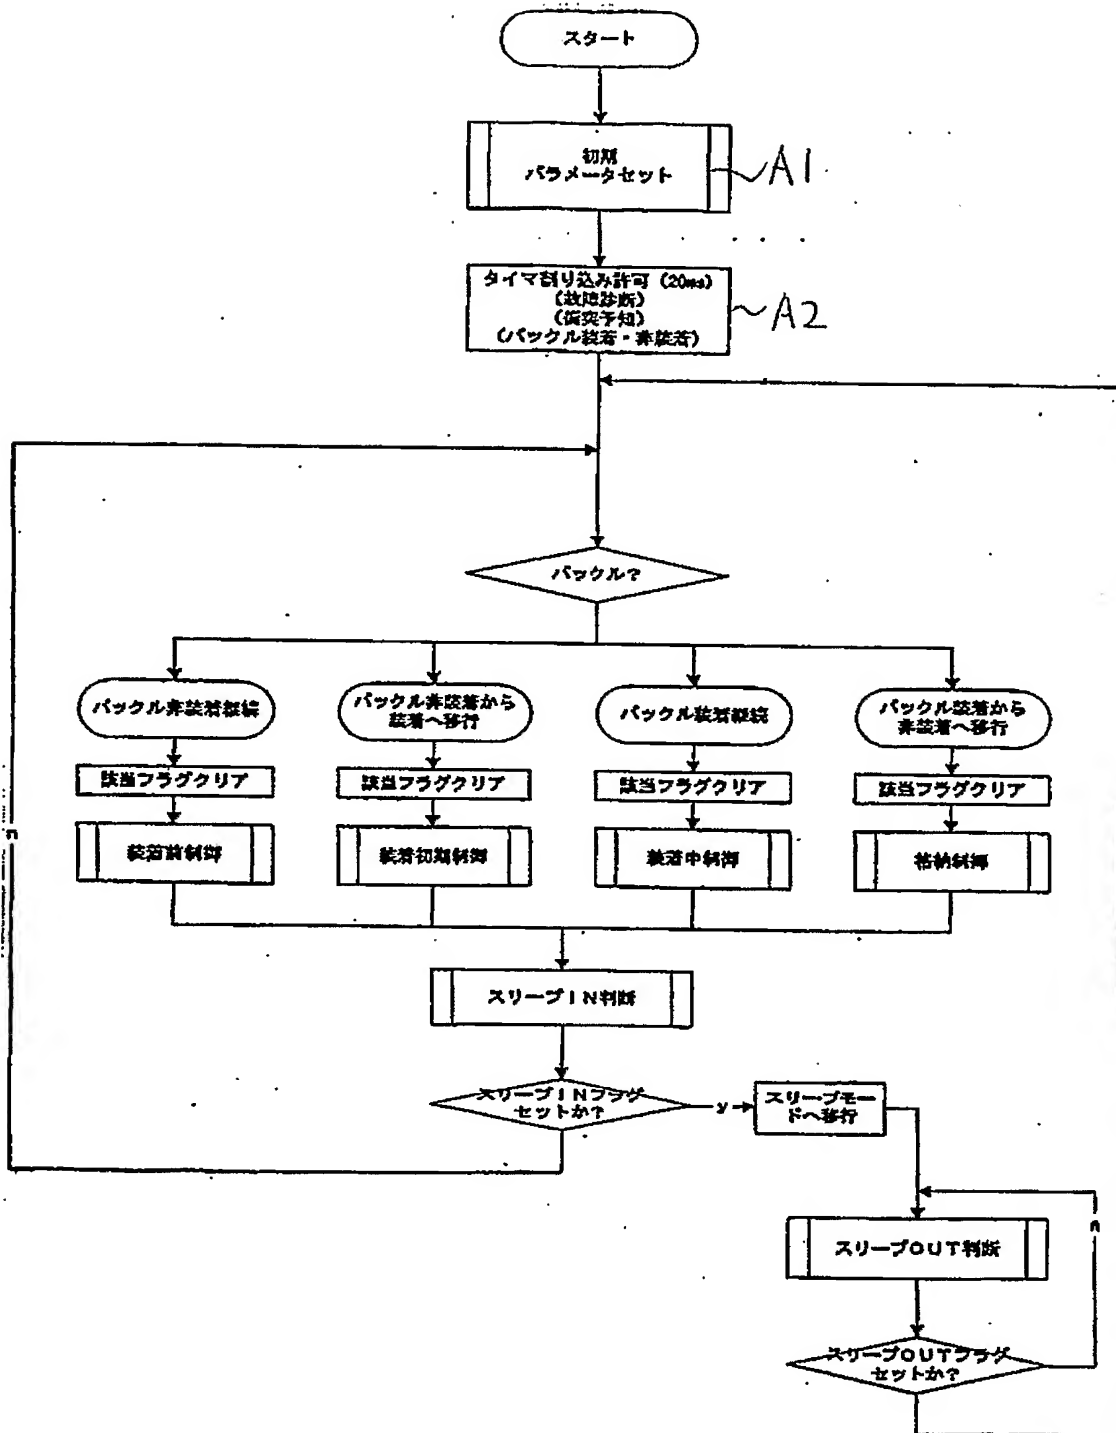 スタート
初期
パラメータセット
A1
タイマ割り込み許可（20ms）
（故障診断）
（衝突予知）
（バックル装着・非装着）
A2
バックル？
バックル非装着継続
バックル非装着から
装着へ移行
バックル装着継続
バックル装着から
非装着へ移行
該当フラグクリア
該当フラグクリア
該当フラグクリア
該当フラグクリア
装着前制御
装着初期制御
装着中制御
格納制御
n
スリープＩＮ判断
スリープＩＮフラグ
セットか？
y
スリープモー
ドへ移行
スリープＯＵＴ判断
n
スリープＯＵＴフラグ
セットか？